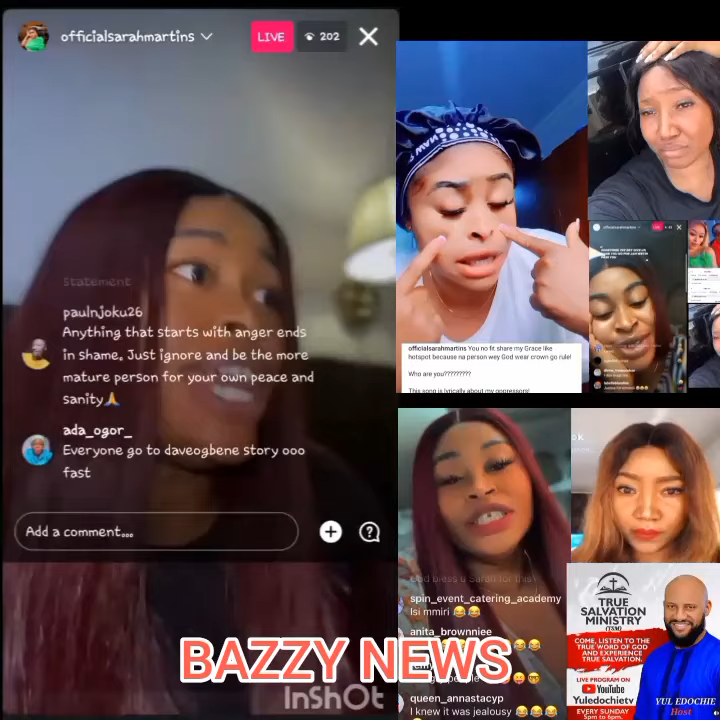 officialsarahmartins
LIVE
202
Statement
paulnjoku26
Anything that starts with anger ends
in shame. Just ignore and be the more
mature person for your own peace and
sanity🙏
ada_ogor_
Everyone go to daveogbene story ooo
fast
Add a comment...
officialsarahmartins You no fit share my Grace like
hotspot because na person wey God wear crown go rule!
Who are you?????????
This song is lyrically about my oppressors!
officialsarahmartins
God bless u Sarah for this
spin_event_catering_academy
Isi mmiri 😂😂
anita_brownniee
queen_annastacyp
I knew it was jealousy 😂😂😂
TRUE
SALVATION
MINISTRY
(TSM)
COME, LISTEN TO THE
TRUE WORD OF GOD
AND EXPERIENCE
TRUE SALVATION.
LIVE PROGRAM ON
YouTube
Yuledochietv
EVERY SUNDAY
5pm to 6pm.
YUL EDOCHIE
Host
BAZZY NEWS
InShOt